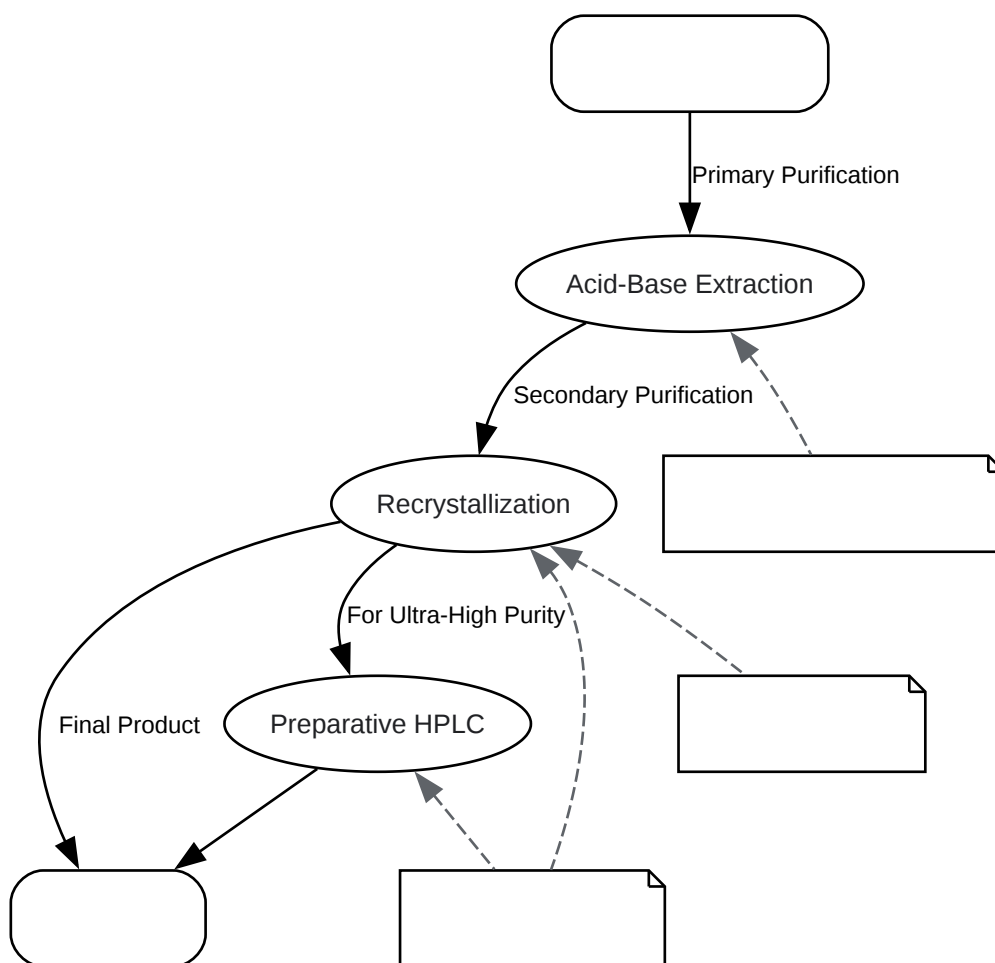 Primary Purification
Acid-Base Extraction
Secondary Purification
Recrystallization
For Ultra-High Purity
Preparative HPLC
Final Product